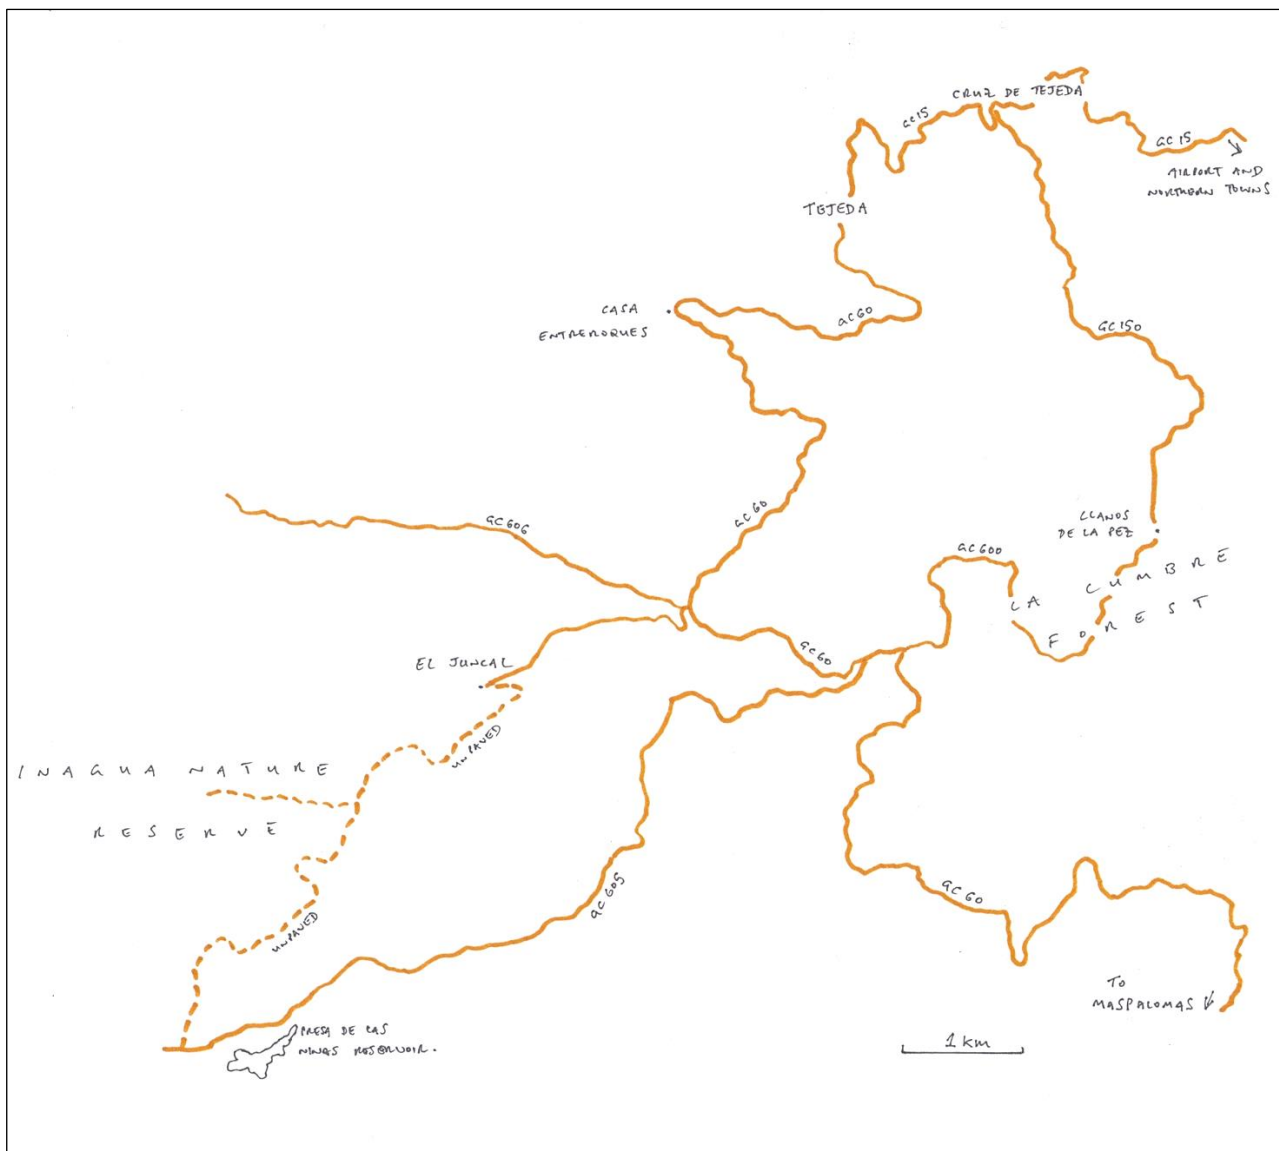 CRUZ DE TEJEDA
GC15
GC15
AIRPORT AND
NORTHERN TOWNS
TEJEDA
CASA
ENTREROQUES
GC60
GC150
GC606
GC60
LLANOS
DE LA PEZ
GC600
LA CUMBRE
FOREST
GC60
EL JUNCAL
UNPAVED
INAGUA NATURE
RESERVE
GC605
GC60
UNPAVED
TO
MASPALOMAS
PRESA DE LAS
NINAS RESERVOIR.
1 km